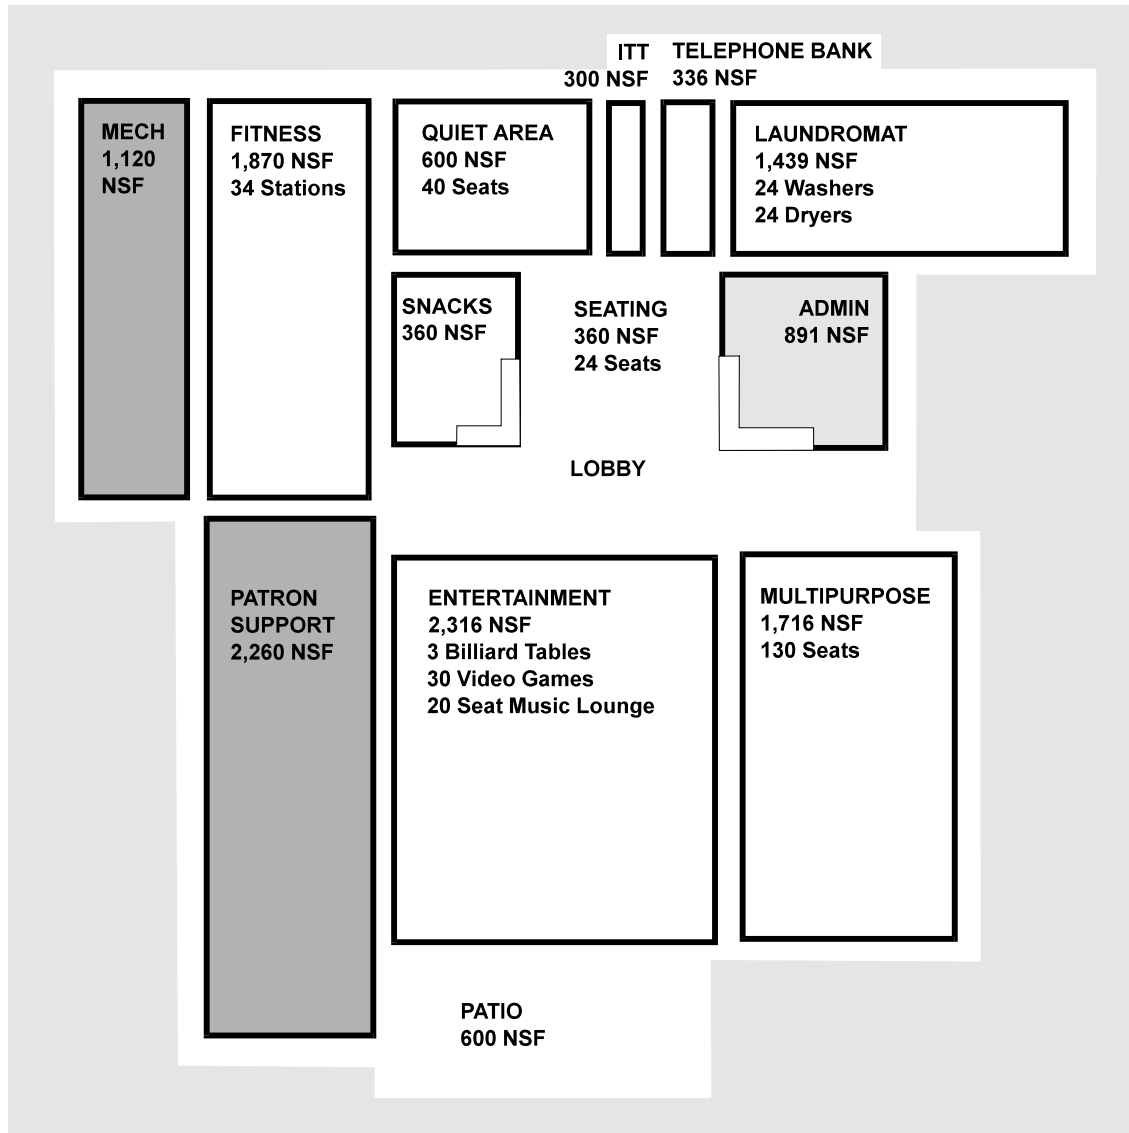 ITT
300 NSF
TELEPHONE BANK
336 NSF
MECH
1,120
NSF
FITNESS
1,870 NSF
34 Stations
QUIET AREA
600 NSF
40 Seats
LAUNDROMAT
1,439 NSF
24 Washers
24 Dryers
SNACKS
360 NSF
SEATING
360 NSF
24 Seats
ADMIN
891 NSF
LOBBY
PATRON
SUPPORT
2,260 NSF
ENTERTAINMENT
2,316 NSF
3 Billiard Tables
30 Video Games
20 Seat Music Lounge
MULTIPURPOSE
1,716 NSF
130 Seats
PATIO
600 NSF